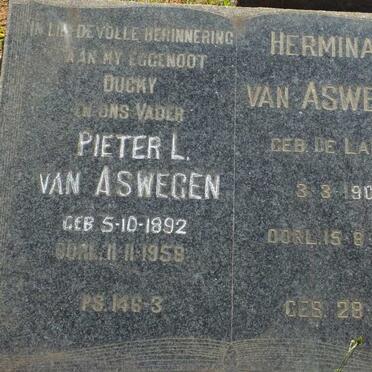 IN LIEFDEVOLLE HERINNERING
AAN MY EGGENOOT
DUCKY
EN ONS VADER
PIETER L.
VAN ASWEGEN
GEB 5-10-1892
OORL. 11-11-1958
PS. 146-3
HERMINA
VAN ASWE
GEB DE LA
3-3-190
OORL. 15-8
GES. 28